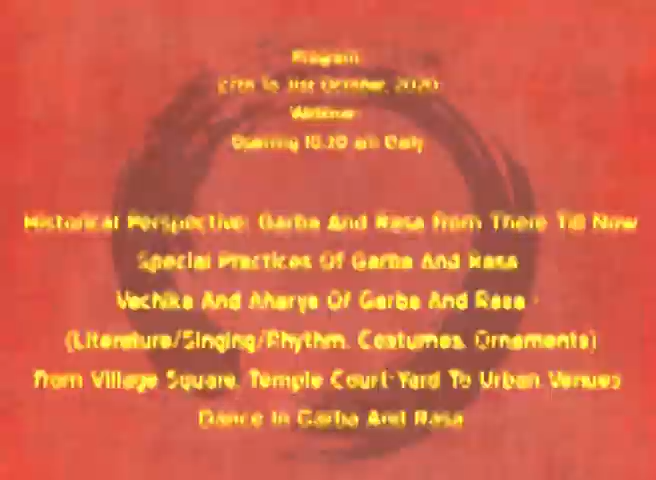 Program
27th To 31st October, 2020
Webinar
Opening 10.30 am Daily
Historical Perspective: Garba And Rasa From There Till Now
Special Practices Of Garba And Rasa
Vachika And Aharya Of Garba And Rasa -
(Literature/Singing/Rhythm, Costumes, Ornaments)
From Village Square, Temple Court-Yard To Urban Venues
Dance In Garba And Rasa